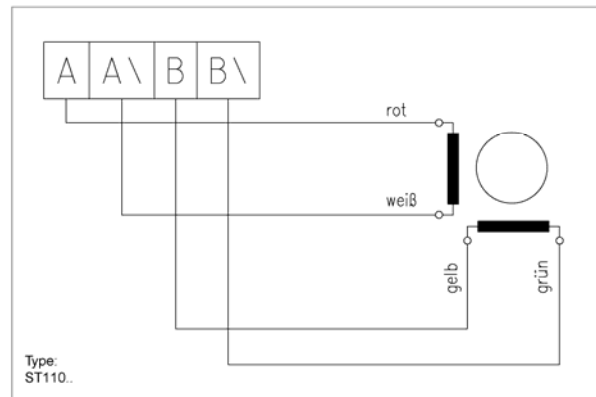 A A\ B B\
rot
weiß
gelb
grün
Type:
ST110..